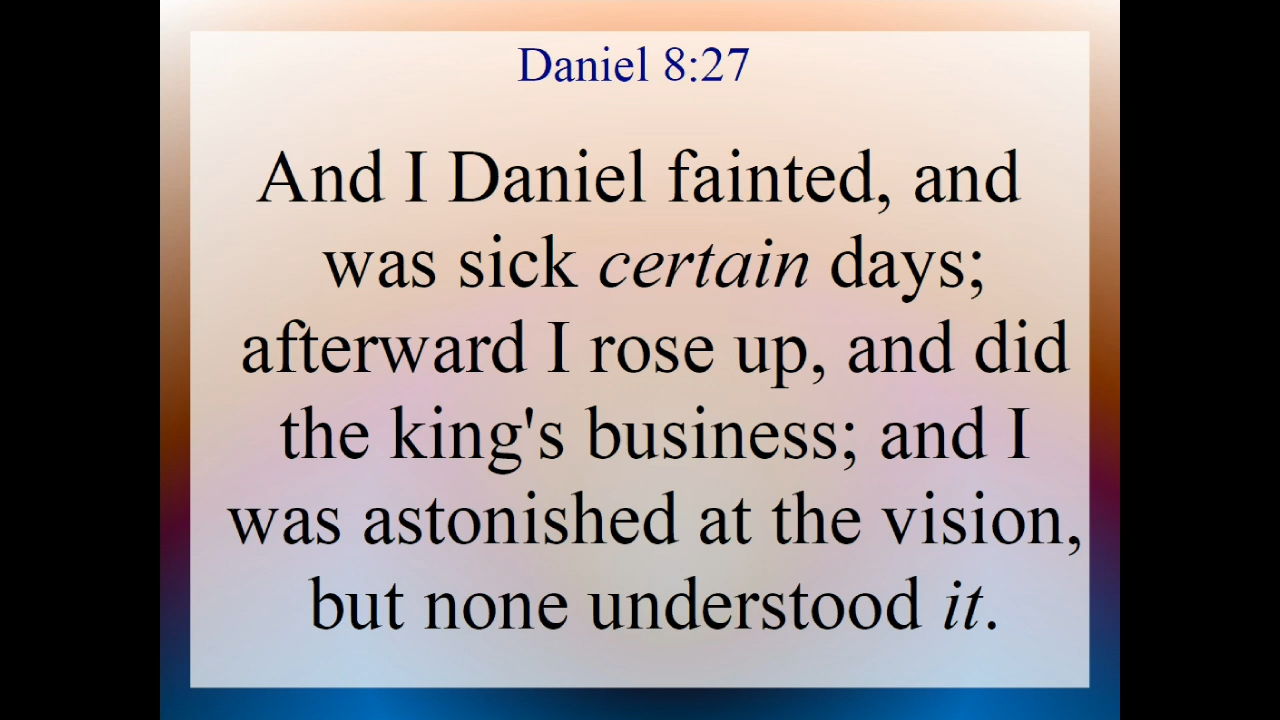 Daniel 8:27
And I Daniel fainted, and
was sick certain days;
afterward I rose up, and did
the king's business; and I
was astonished at the vision,
but none understood it.